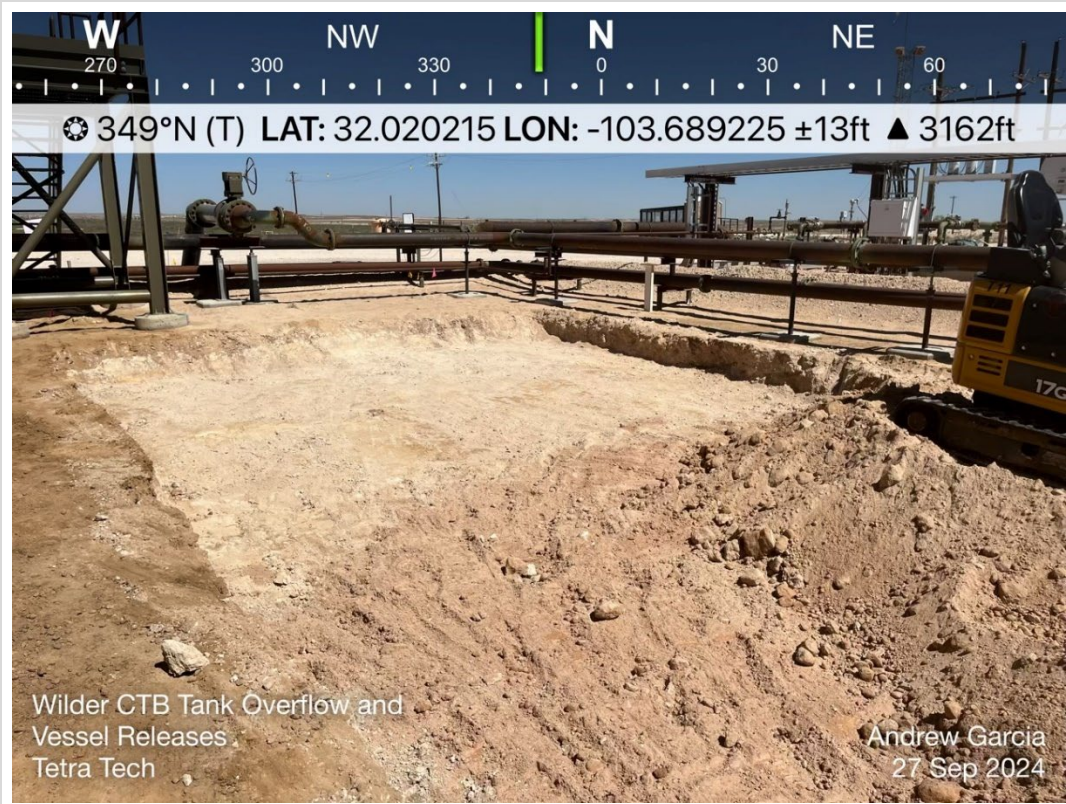 W NW N NE
270 300 330 0 30 60
349°N (T) LAT: 32.020215 LON: -103.689225 ±13ft ▲ 3162ft
17G
Wilder CTB Tank Overflow and
Vessel Releases
Tetra Tech
Andrew Garcia
27 Sep 2024